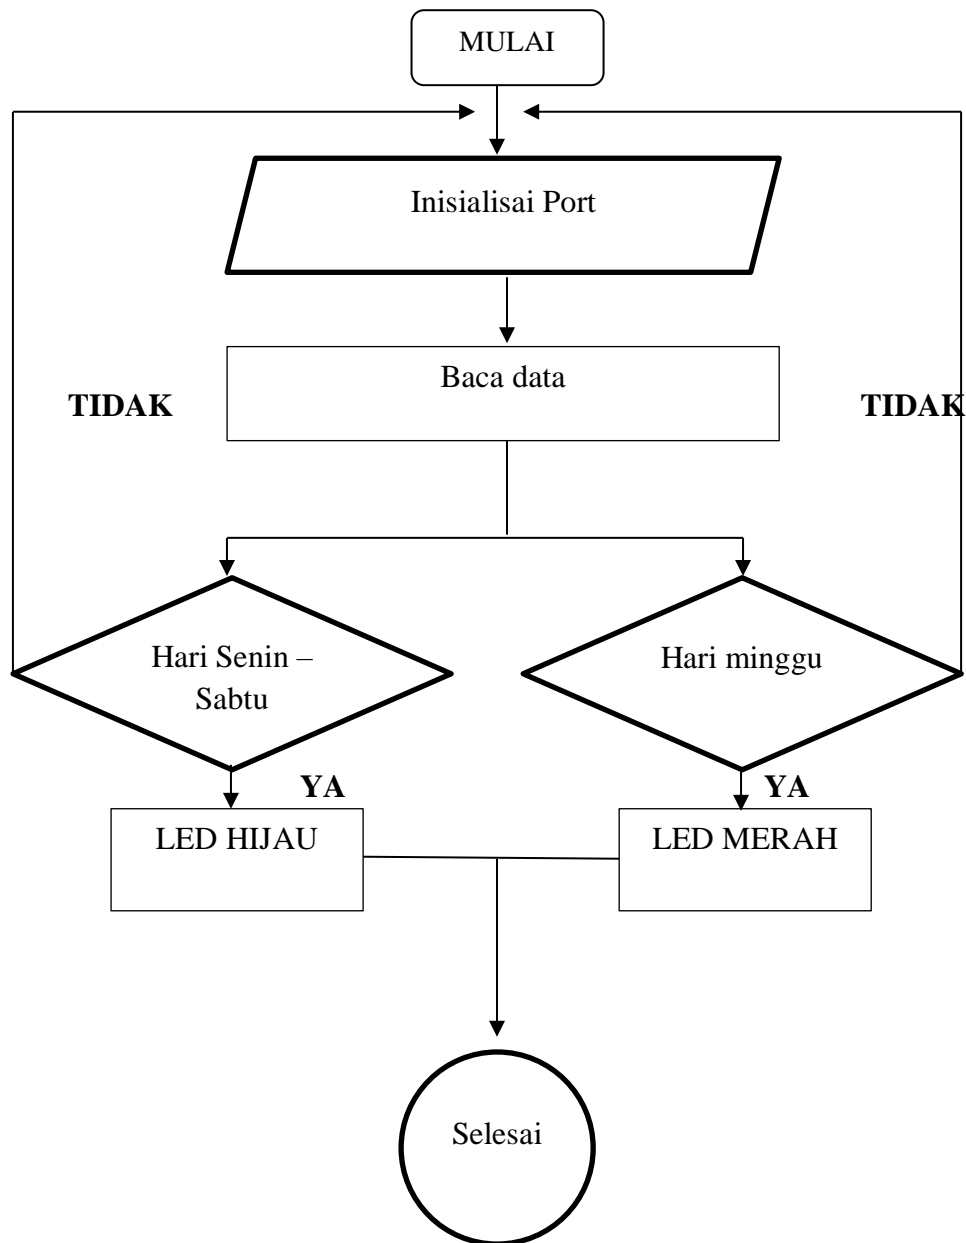 MULAI
Inisialisai Port
Baca data
TIDAK
TIDAK
Hari Senin –
Sabtu
Hari minggu
YA
YA
LED HIJAU
LED MERAH
Selesai